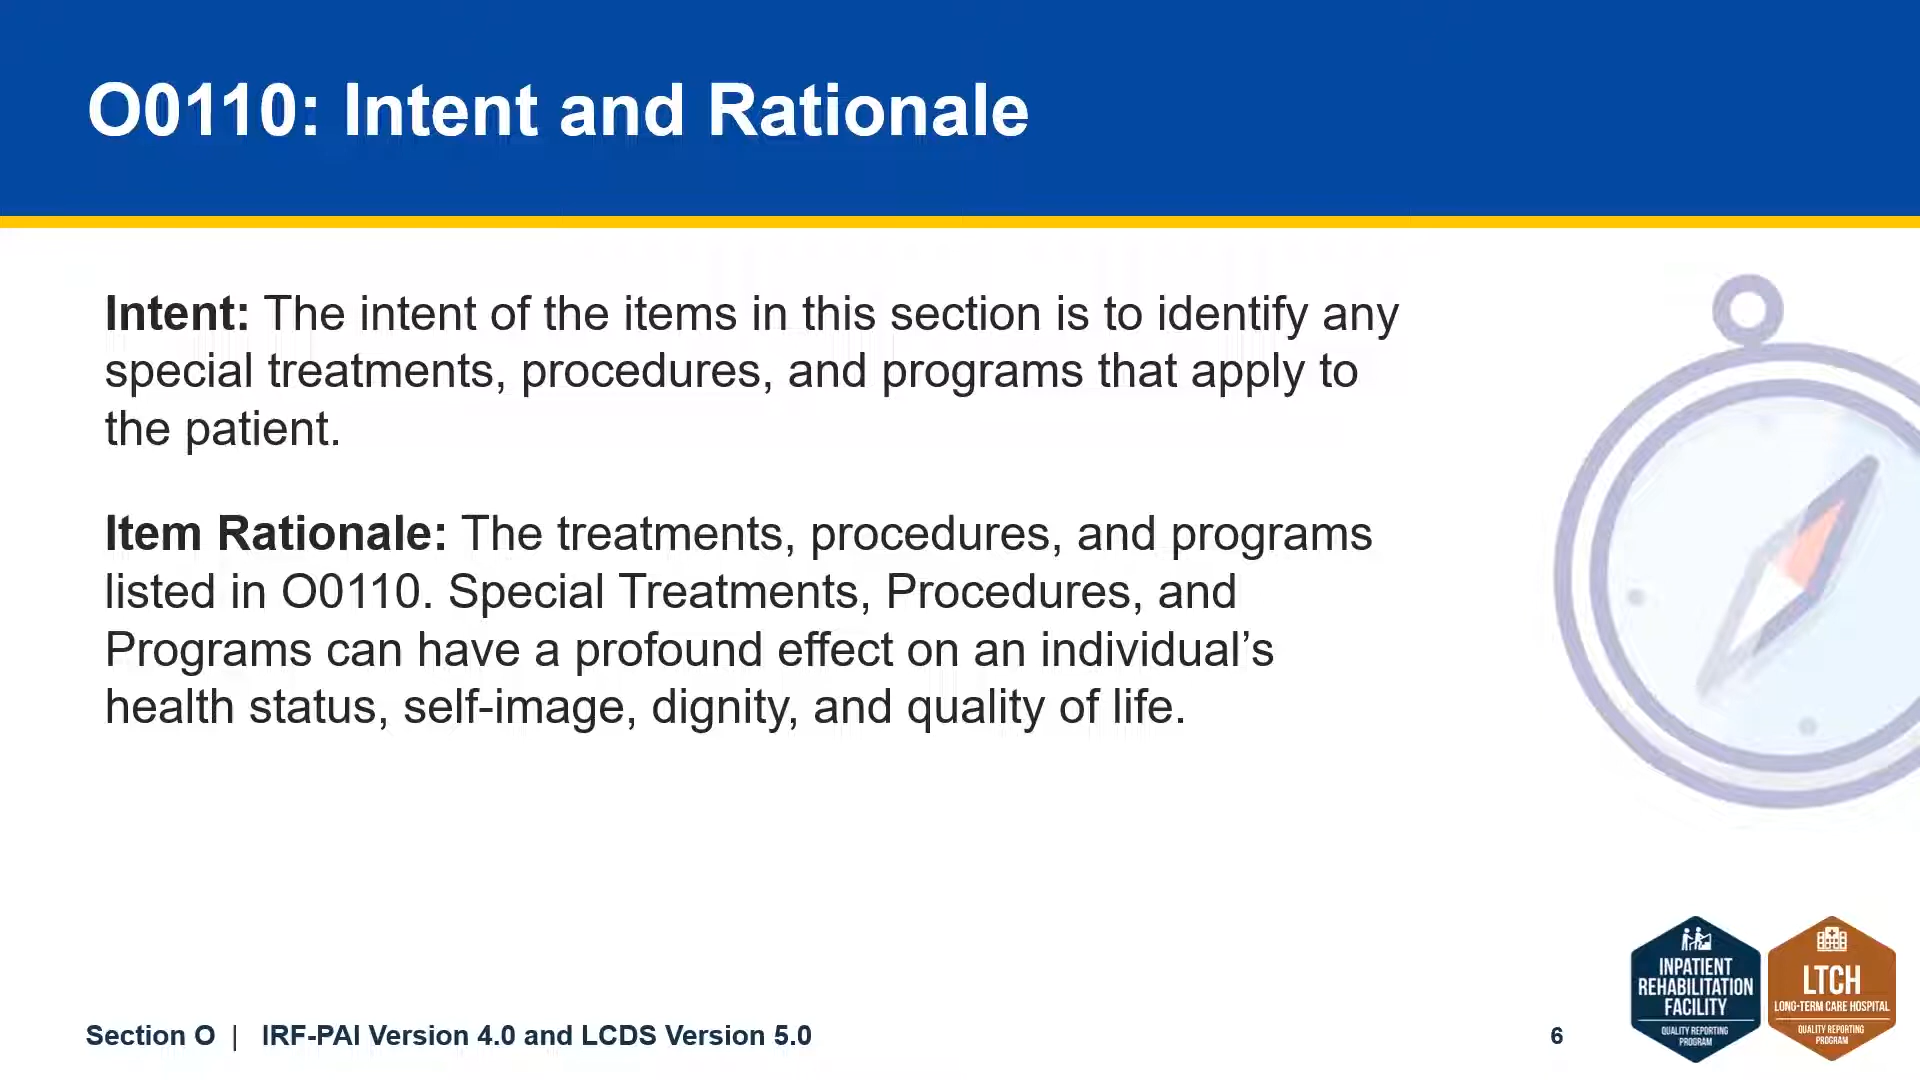 O0110: Intent and Rationale
Intent: The intent of the items in this section is to identify any
special treatments, procedures, and programs that apply to
the patient.
Item Rationale: The treatments, procedures, and programs
listed in O0110. Special Treatments, Procedures, and
Programs can have a profound effect on an individual’s
health status, self-image, dignity, and quality of life.
Section O | IRF-PAI Version 4.0 and LCDS Version 5.0
6
INPATIENT
REHABILITATION
FACILITY
QUALITY REPORTING
PROGRAM
LTCH
LONG-TERM CARE HOSPITAL
QUALITY REPORTING
PROGRAM